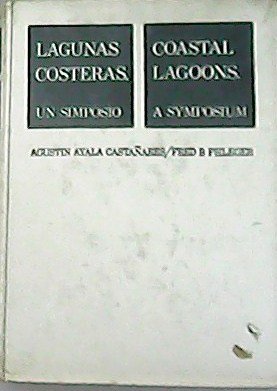 LAGUNAS
COSTERAS.
UN SIMPOSIO
COASTAL
LAGOONS.
A SYMPOSIUM
AGUSTIN AYALA CASTAÑARES/FRED B PHLEGER